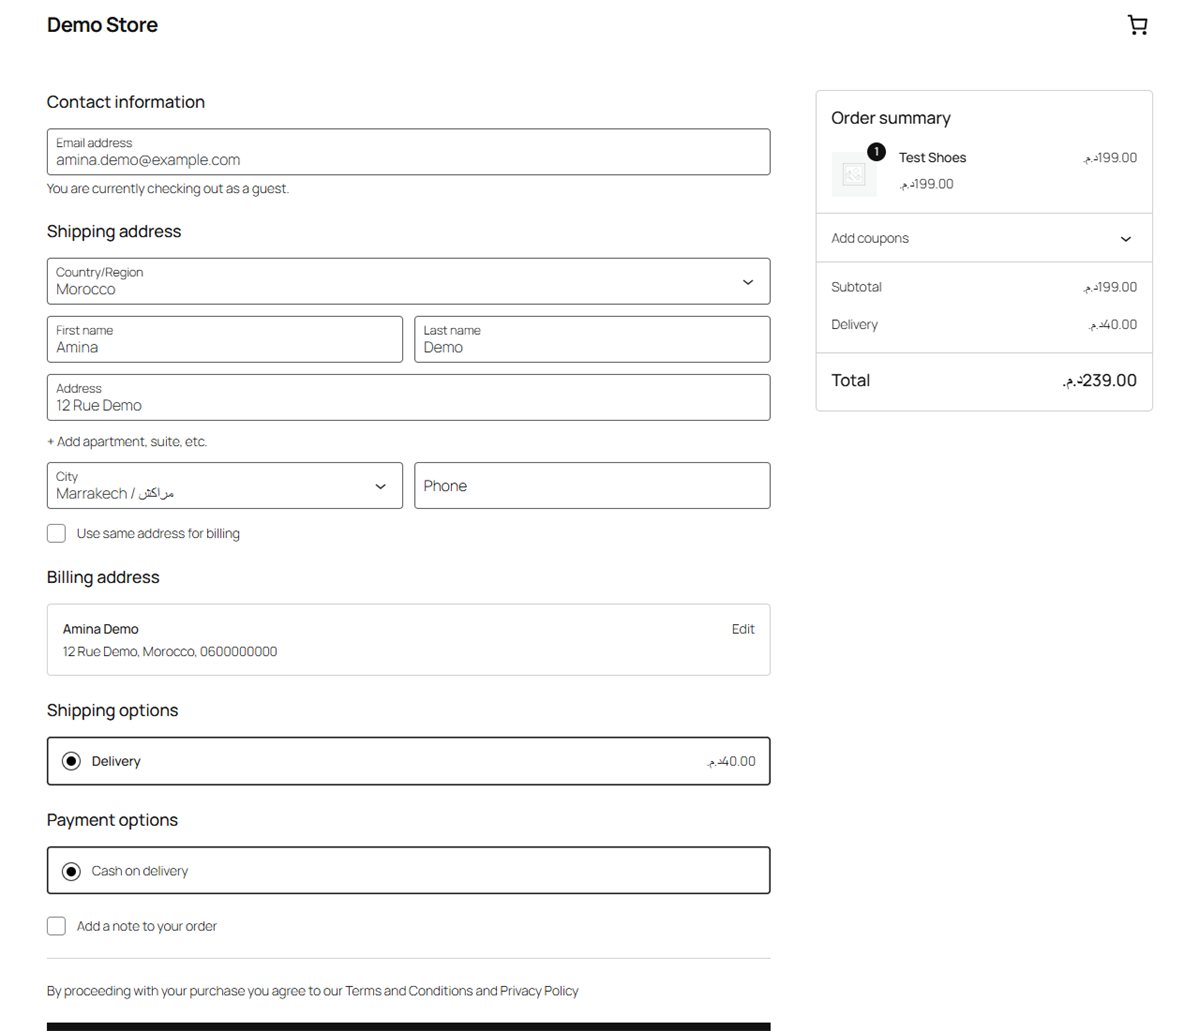 Demo Store
Contact information
Email address
amina.demo@example.com
You are currently checking out as a guest.
Shipping address
Country/Region
Morocco
First name
Amina
Last name
Demo
Address
12 Rue Demo
+ Add apartment, suite, etc.
City
Marrakech / مراكش
Phone
Use same address for billing
Billing address
Amina Demo
Edit
12 Rue Demo, Morocco, 0600000000
Shipping options
Delivery
د.م.40.00
Payment options
Cash on delivery
Add a note to your order
By proceeding with your purchase you agree to our Terms and Conditions and Privacy Policy
Order summary
1
Test Shoes
د.م.199.00
د.م.199.00
Add coupons
Subtotal
د.م.199.00
Delivery
د.م.40.00
Total
د.م.239.00